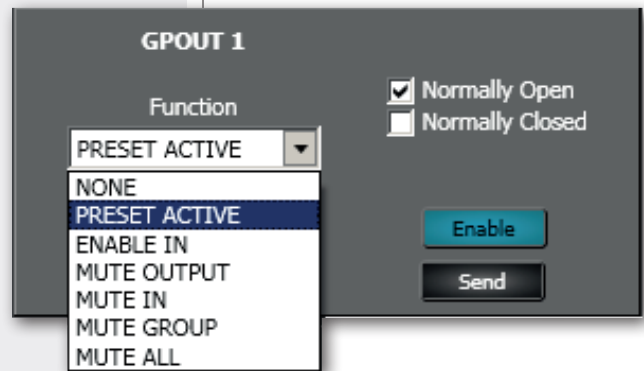 GPOUT 1
Function
Normally Open
Normally Closed
PRESET ACTIVE
NONE
PRESET ACTIVE
ENABLE IN
MUTE OUTPUT
MUTE IN
MUTE GROUP
MUTE ALL
Enable
Send